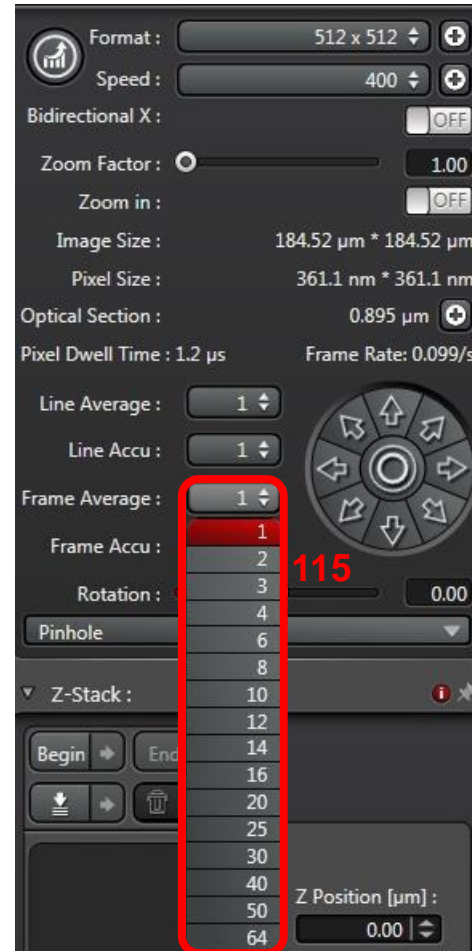 Format : 512 x 512
Speed : 400
Bidirectional X : OFF
Zoom Factor : 1.00
Zoom in : OFF
Image Size : 184.52 µm * 184.52 µm
Pixel Size : 361.1 nm * 361.1 nm
Optical Section : 0.895 µm
Pixel Dwell Time : 1.2 µs Frame Rate: 0.099/s
Line Average : 1
Line Accu : 1
Frame Average : 1
1
Frame Accu :
2
115
3
Rotation : 0.00
4
Pinhole
6
8
Z-Stack : 10
12
14
Begin End
16
20
25
30
40
Z Position [µm] :
50
64 0.00